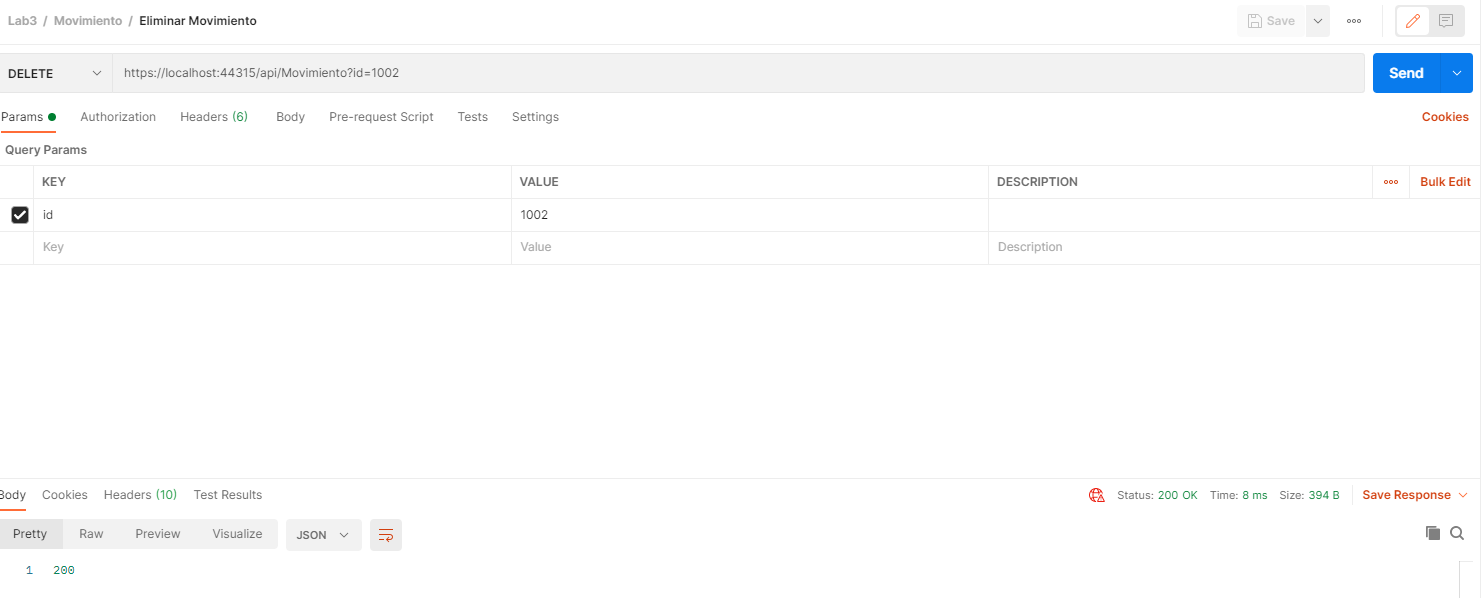 Lab3 / Movimiento / Eliminar Movimiento Save
DELETE https://localhost:44315/api/Movimiento?id=1002 Send
Params Authorization Headers (6) Body Pre-request Script Tests Settings Cookies
Query Params
KEY VALUE DESCRIPTION Bulk Edit
id 1002
Key Value Description
Body Cookies Headers (10) Test Results Status: 200 OK Time: 8 ms Size: 394 B Save Response
Pretty Raw Preview Visualize JSON
1 200